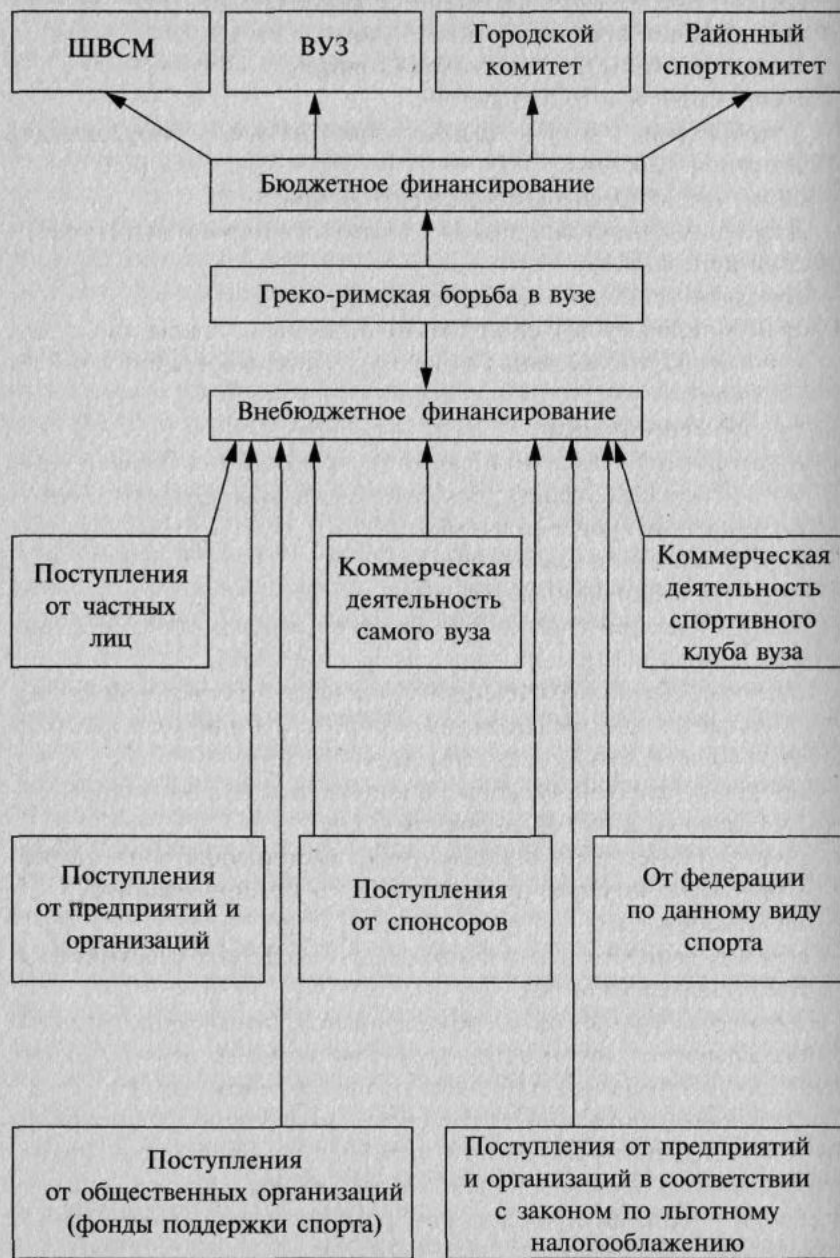 ШВСМ
ВУЗ
Городской
комитет
Районный
спорткомитет
Бюджетное финансирование
Греко-римская борьба в вузе
Внебюджетное финансирование
Поступления
от частных
лиц
Коммерческая
деятельность
самого вуза
Коммерческая
деятельность
спортивного
клуба вуза
Поступления
от предприятий и
организаций
Поступления
от спонсоров
От федерации
по данному виду
спорта
Поступления
от общественных организаций
(фонды поддержки спорта)
Поступления от предприятий
и организаций в соответствии
с законом по льготному
налогооблажению